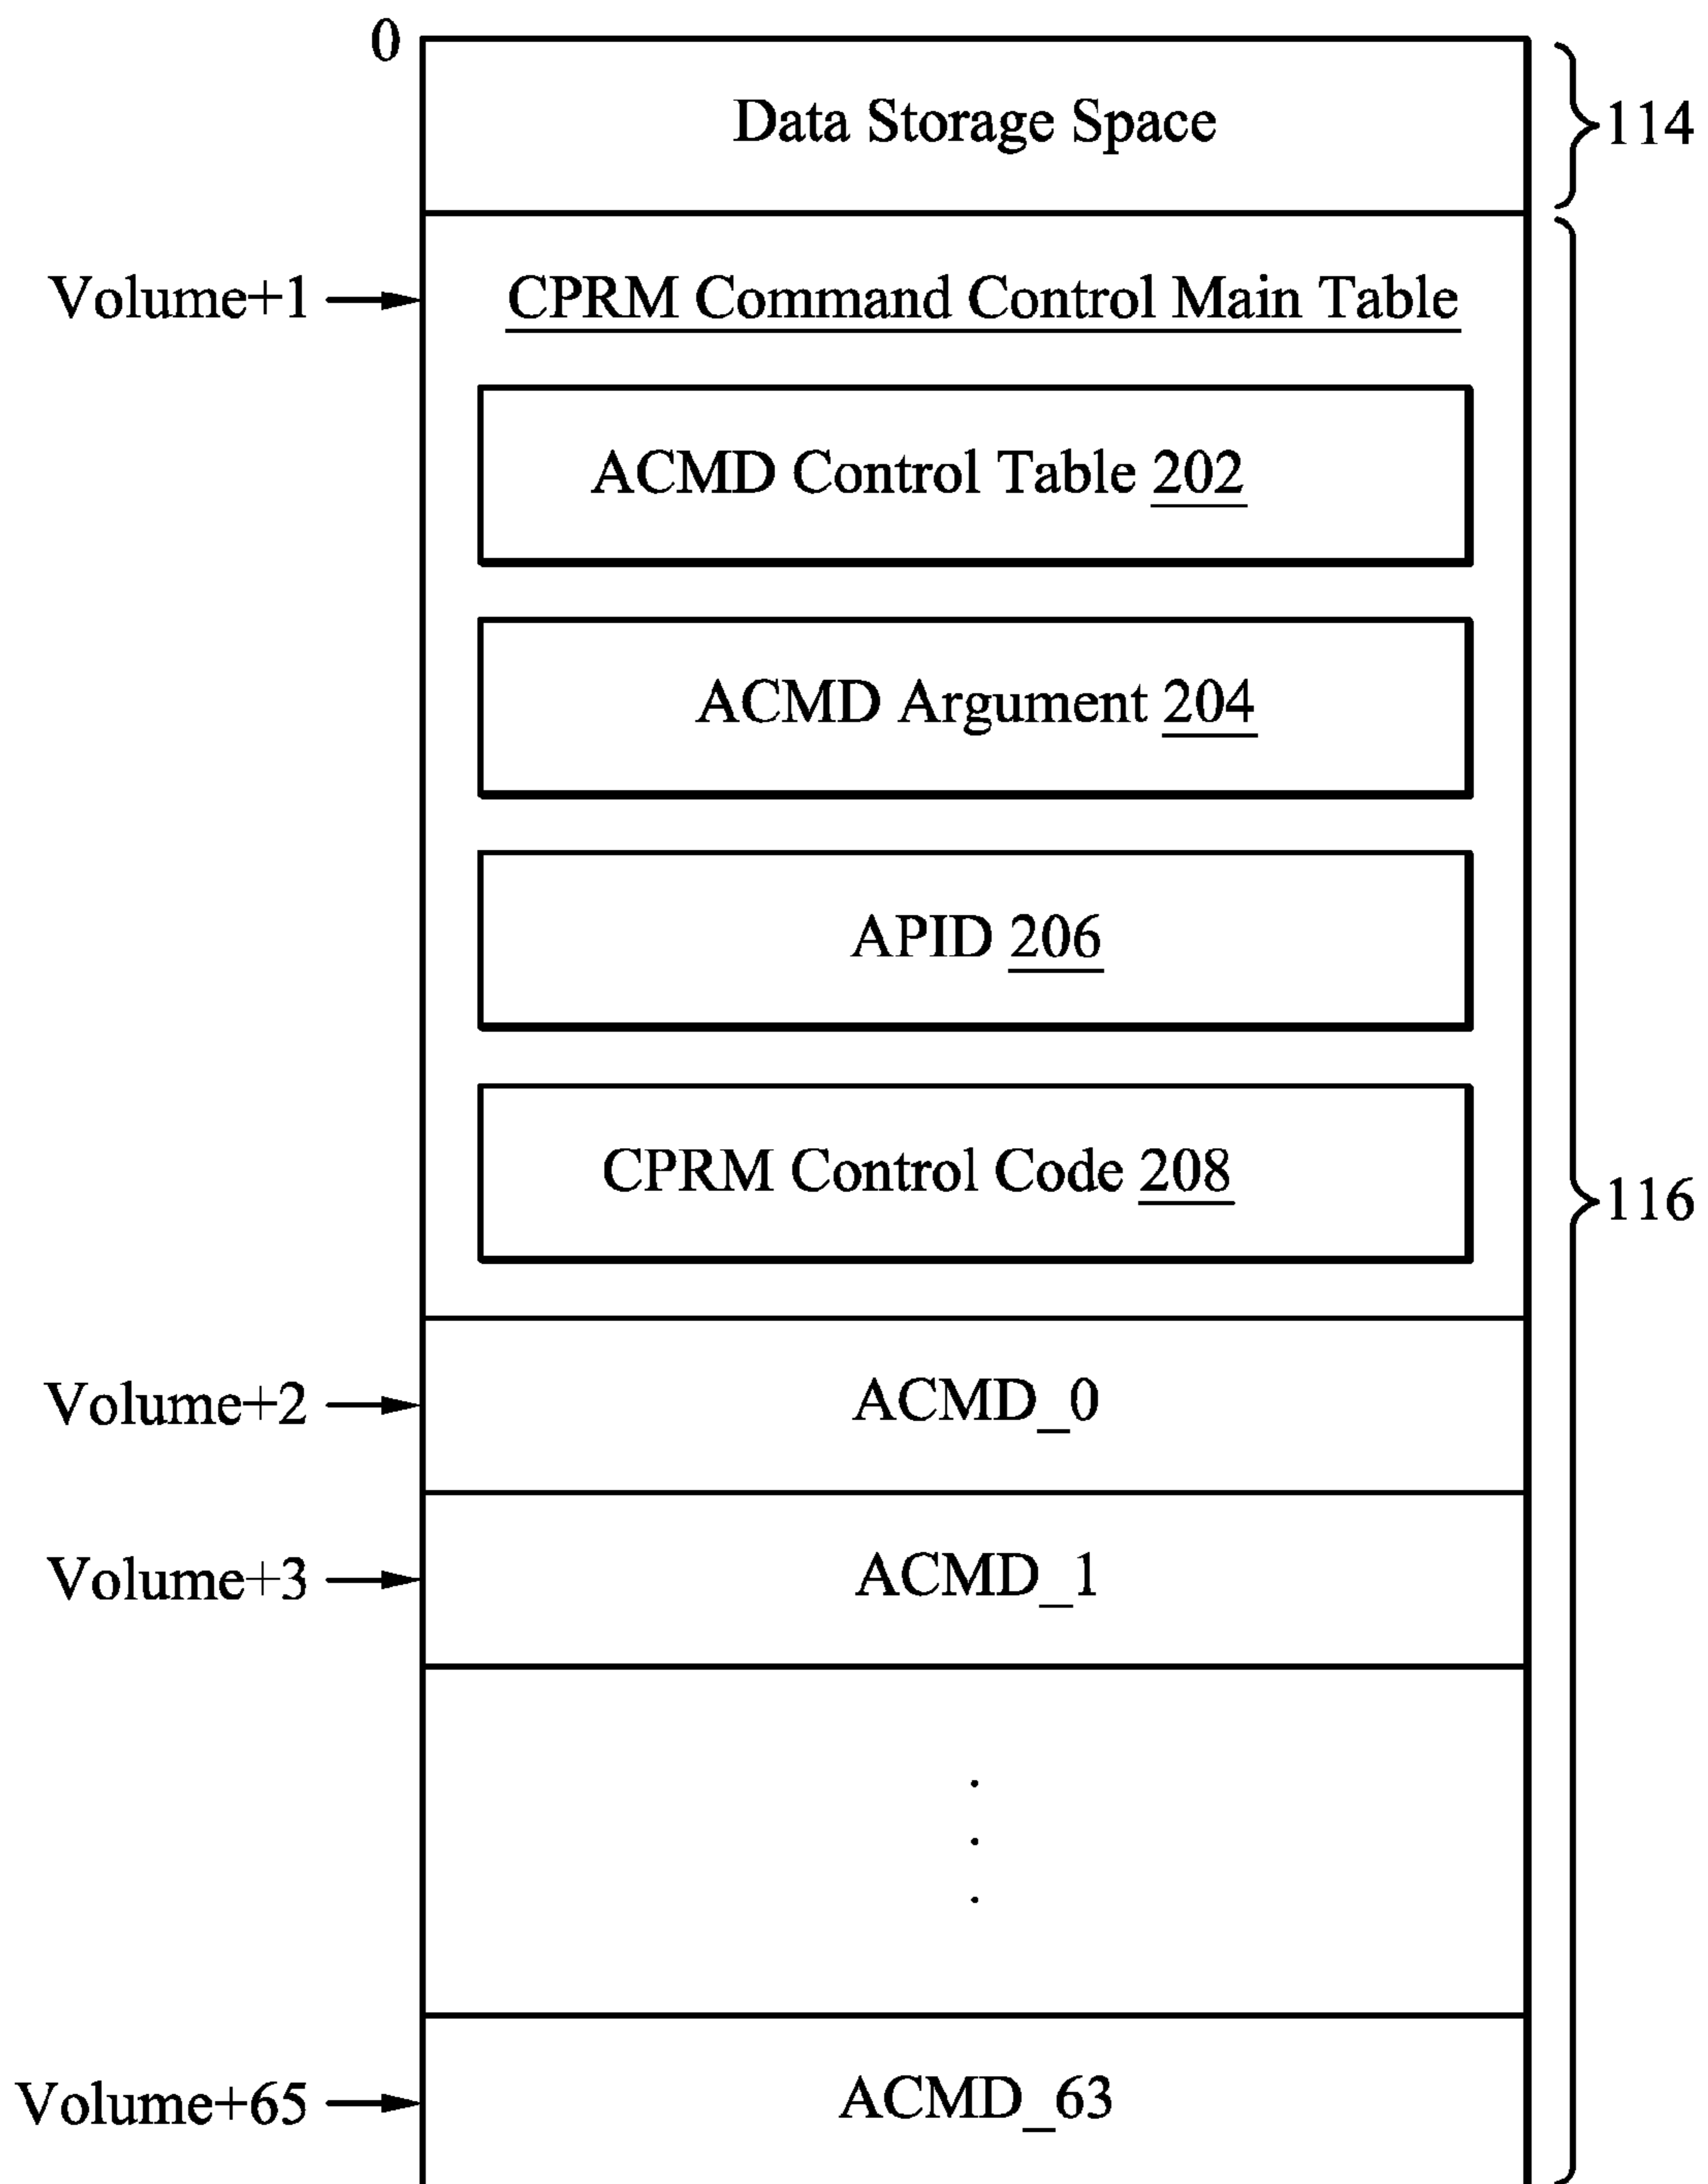 0
Data Storage Space
114
Volume+1
CPRM Command Control Main Table
ACMD Control Table 202
ACMD Argument 204
APID 206
CPRM Control Code 208
116
Volume+2
ACMD_0
Volume+3
ACMD_1
Volume+65
ACMD_63